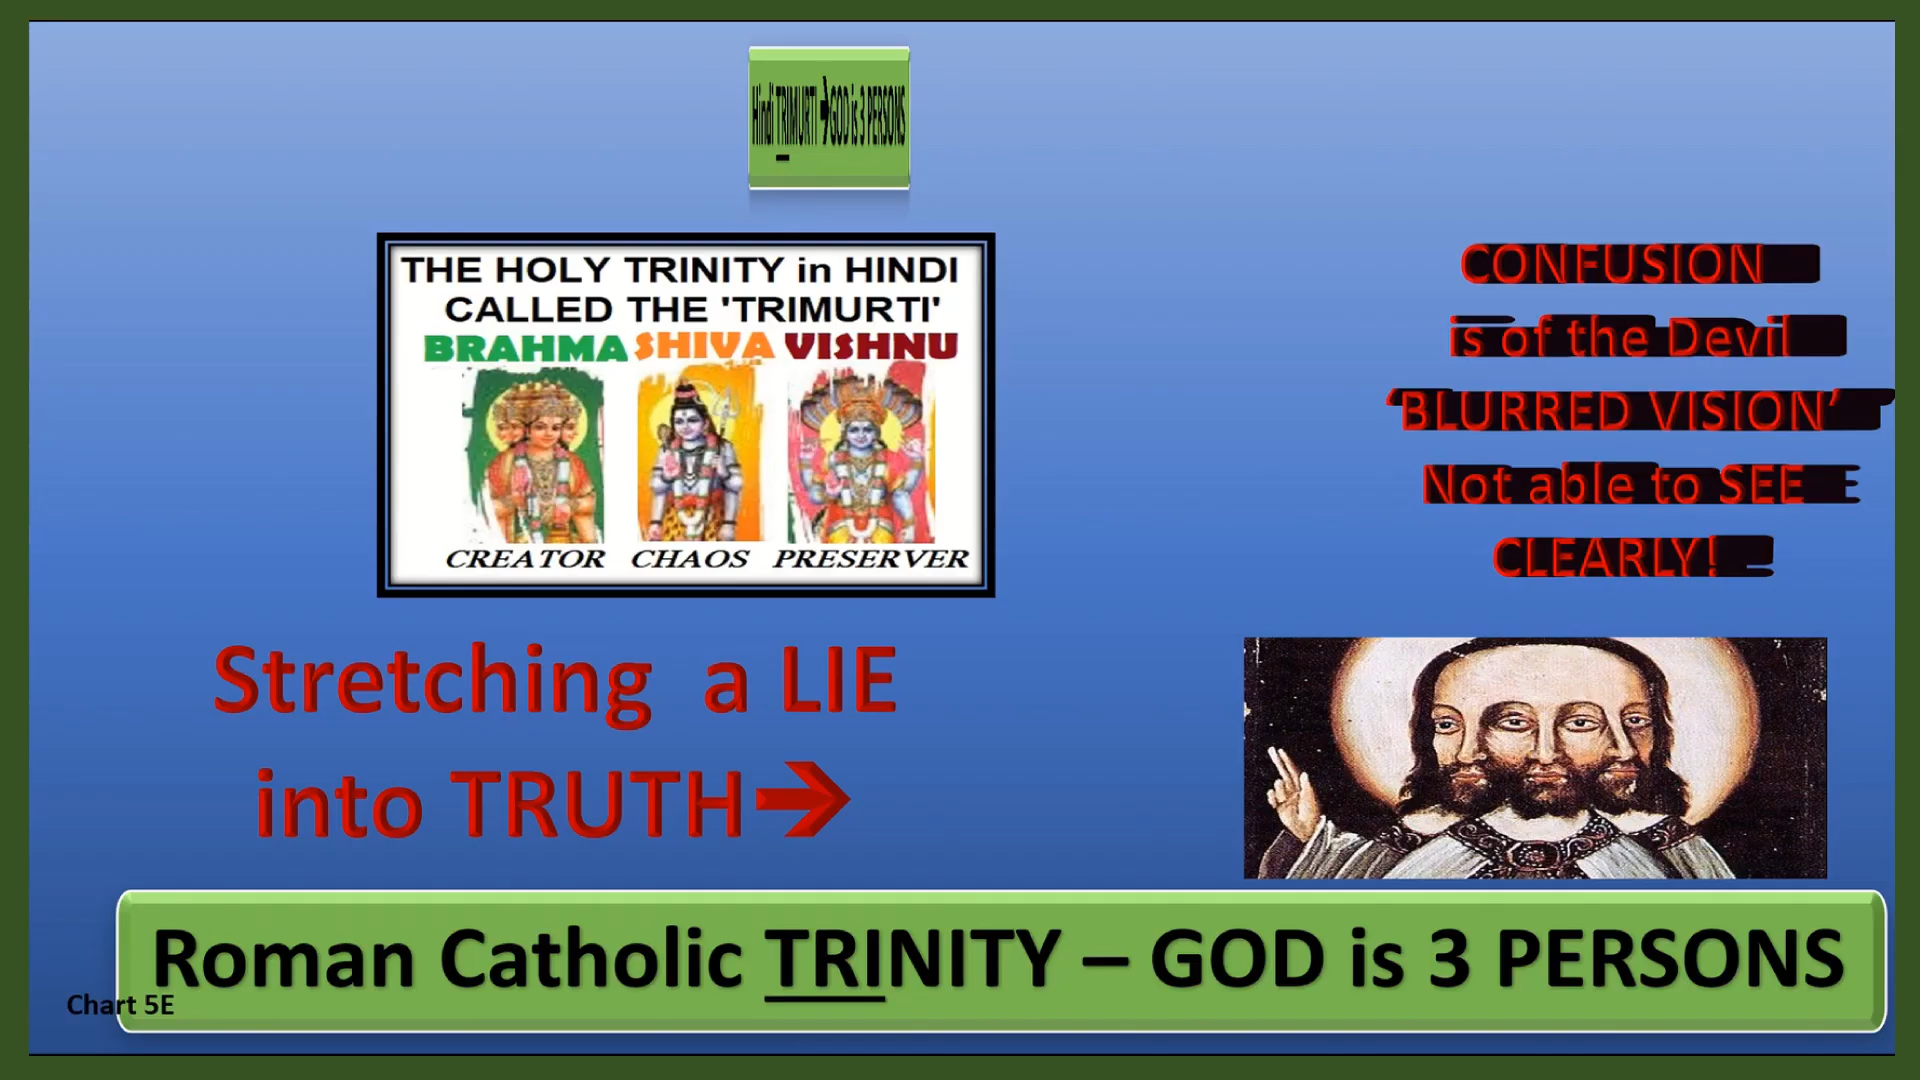 Hindi TRIMURTI ➔GOD is 3 PERSONS
THE HOLY TRINITY in HINDI
CALLED THE 'TRIMURTI'
BRAHMA SHIVA VISHNU
CREATOR CHAOS PRESERVER
CONFUSION
is of the Devil
‘BLURRED VISION’
Not able to SEE
CLEARLY!
Stretching a LIE
into TRUTH➔
Roman Catholic TRINITY – GOD is 3 PERSONS
Chart 5E